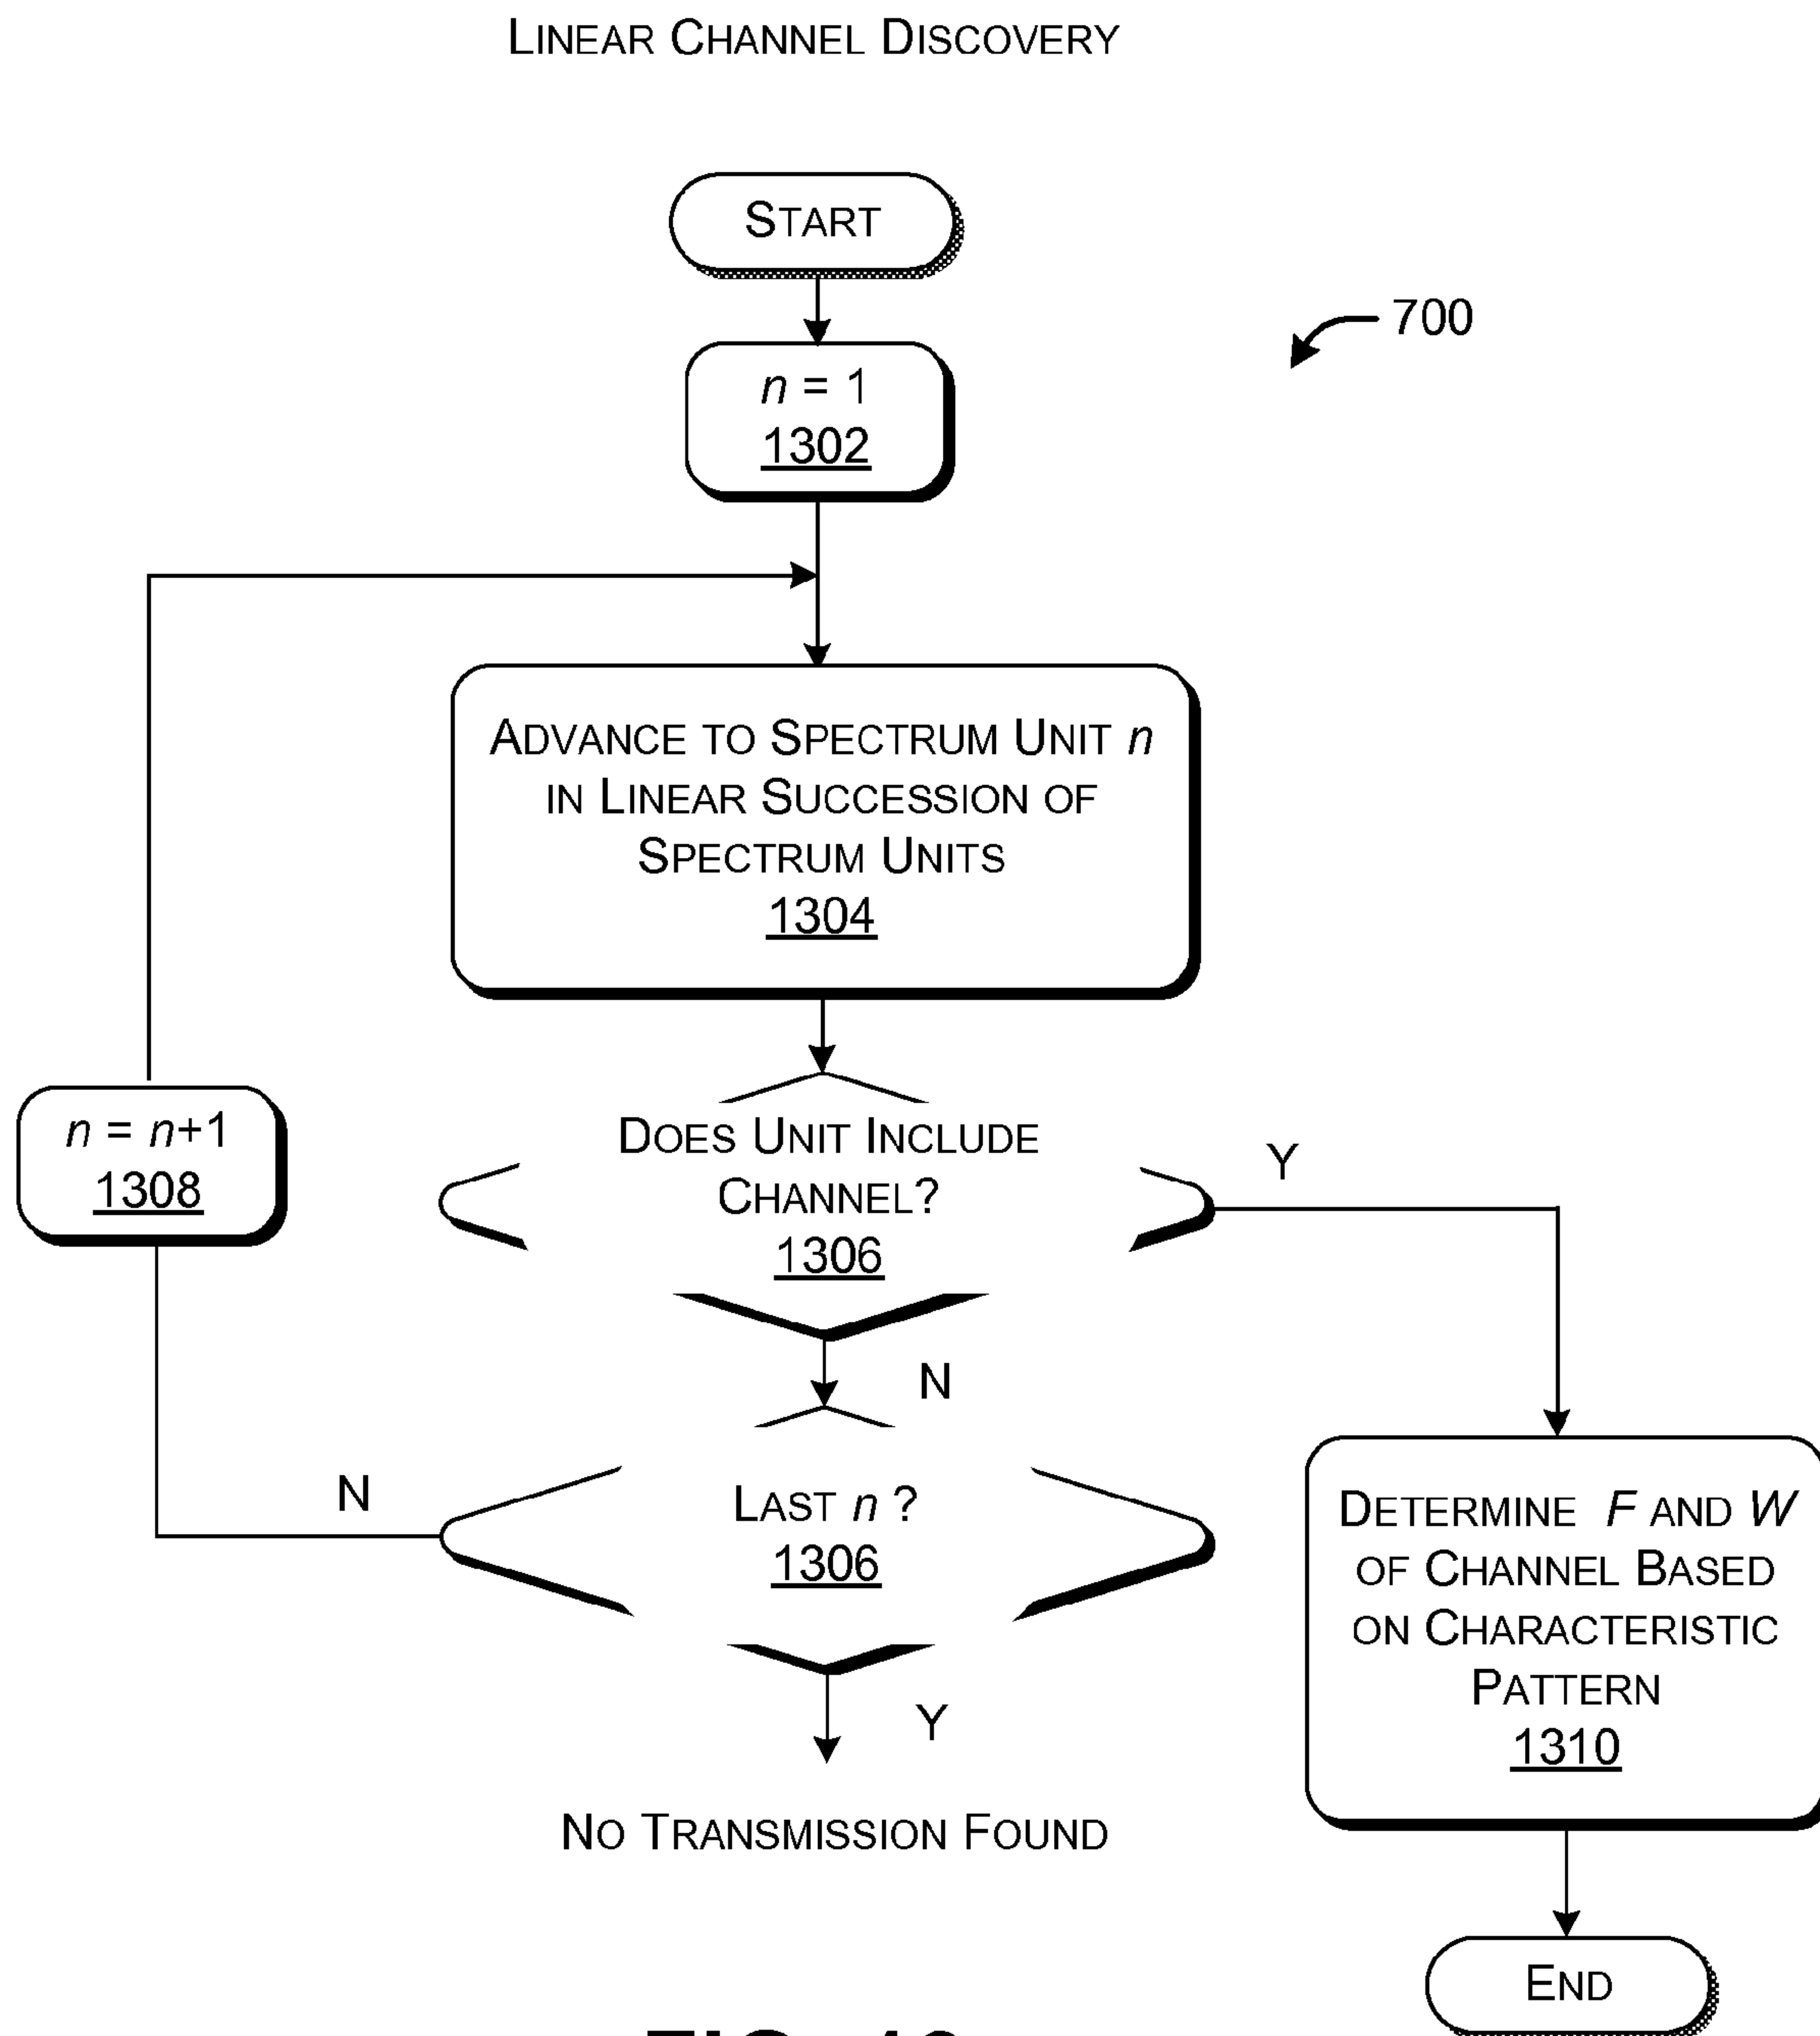 LINEAR CHANNEL DISCOVERY
START
700
n = 1
1302
ADVANCE TO SPECTRUM UNIT n
IN LINEAR SUCCESSION OF
SPECTRUM UNITS
1304
n = n+1
1308
DOES UNIT INCLUDE
CHANNEL?
1306
Y
N
N
LAST n ?
1306
DETERMINE F AND W
OF CHANNEL BASED
ON CHARACTERISTIC
PATTERN
1310
Y
NO TRANSMISSION FOUND
END